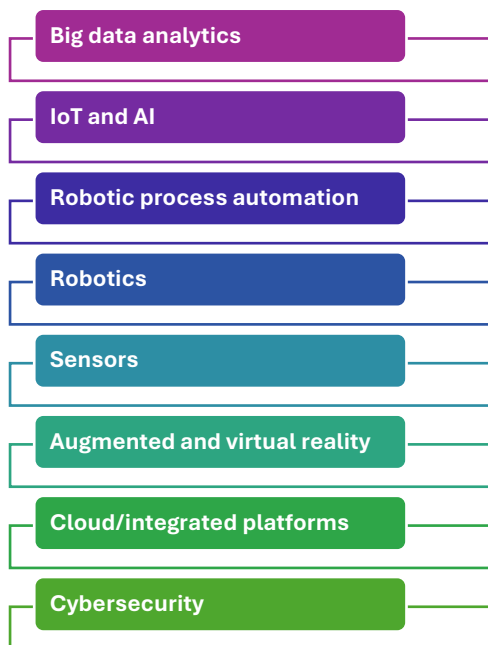 Big data analytics
IoT and AI
Robotic process automation
Robotics
Sensors
Augmented and virtual reality
Cloud/integrated platforms
Cybersecurity